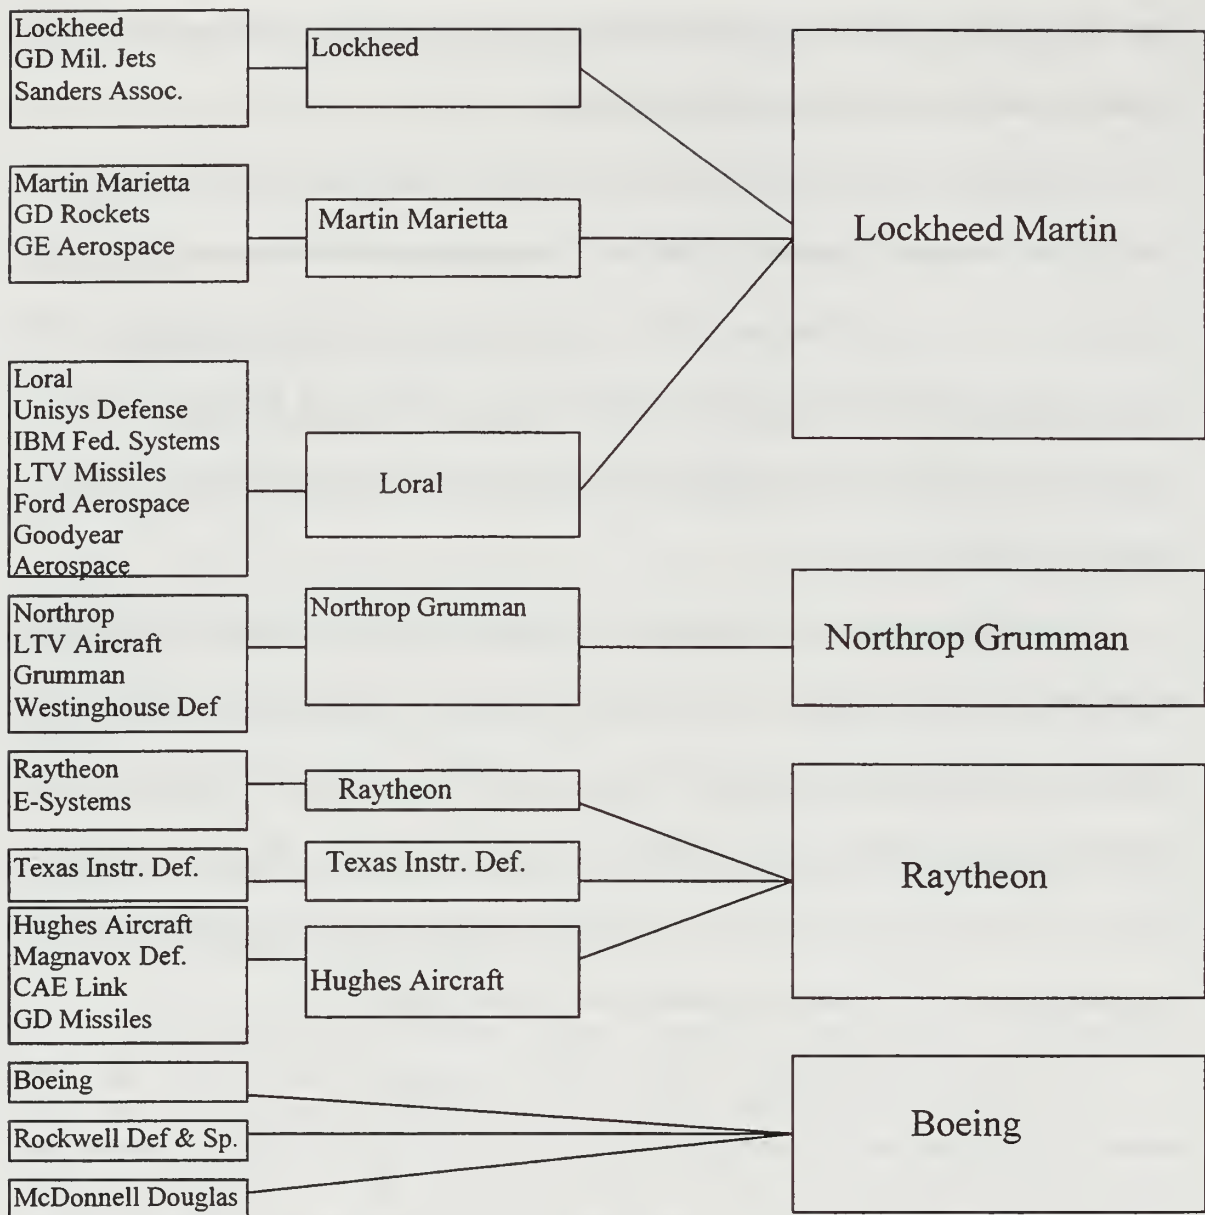 Lockheed
GD Mil. Jets
Sanders Assoc.
Lockheed
Martin Marietta
GD Rockets
GE Aerospace
Martin Marietta
Lockheed Martin
Loral
Unisys Defense
IBM Fed. Systems
LTV Missiles
Ford Aerospace
Goodyear
Aerospace
Loral
Northrop
LTV Aircraft
Grumman
Westinghouse Def
Northrop Grumman
Northrop Grumman
Raytheon
E-Systems
Raytheon
Texas Instr. Def.
Texas Instr. Def.
Raytheon
Hughes Aircraft
Magnavox Def.
CAE Link
GD Missiles
Hughes Aircraft
Boeing
Rockwell Def & Sp.
McDonnell Douglas
Boeing